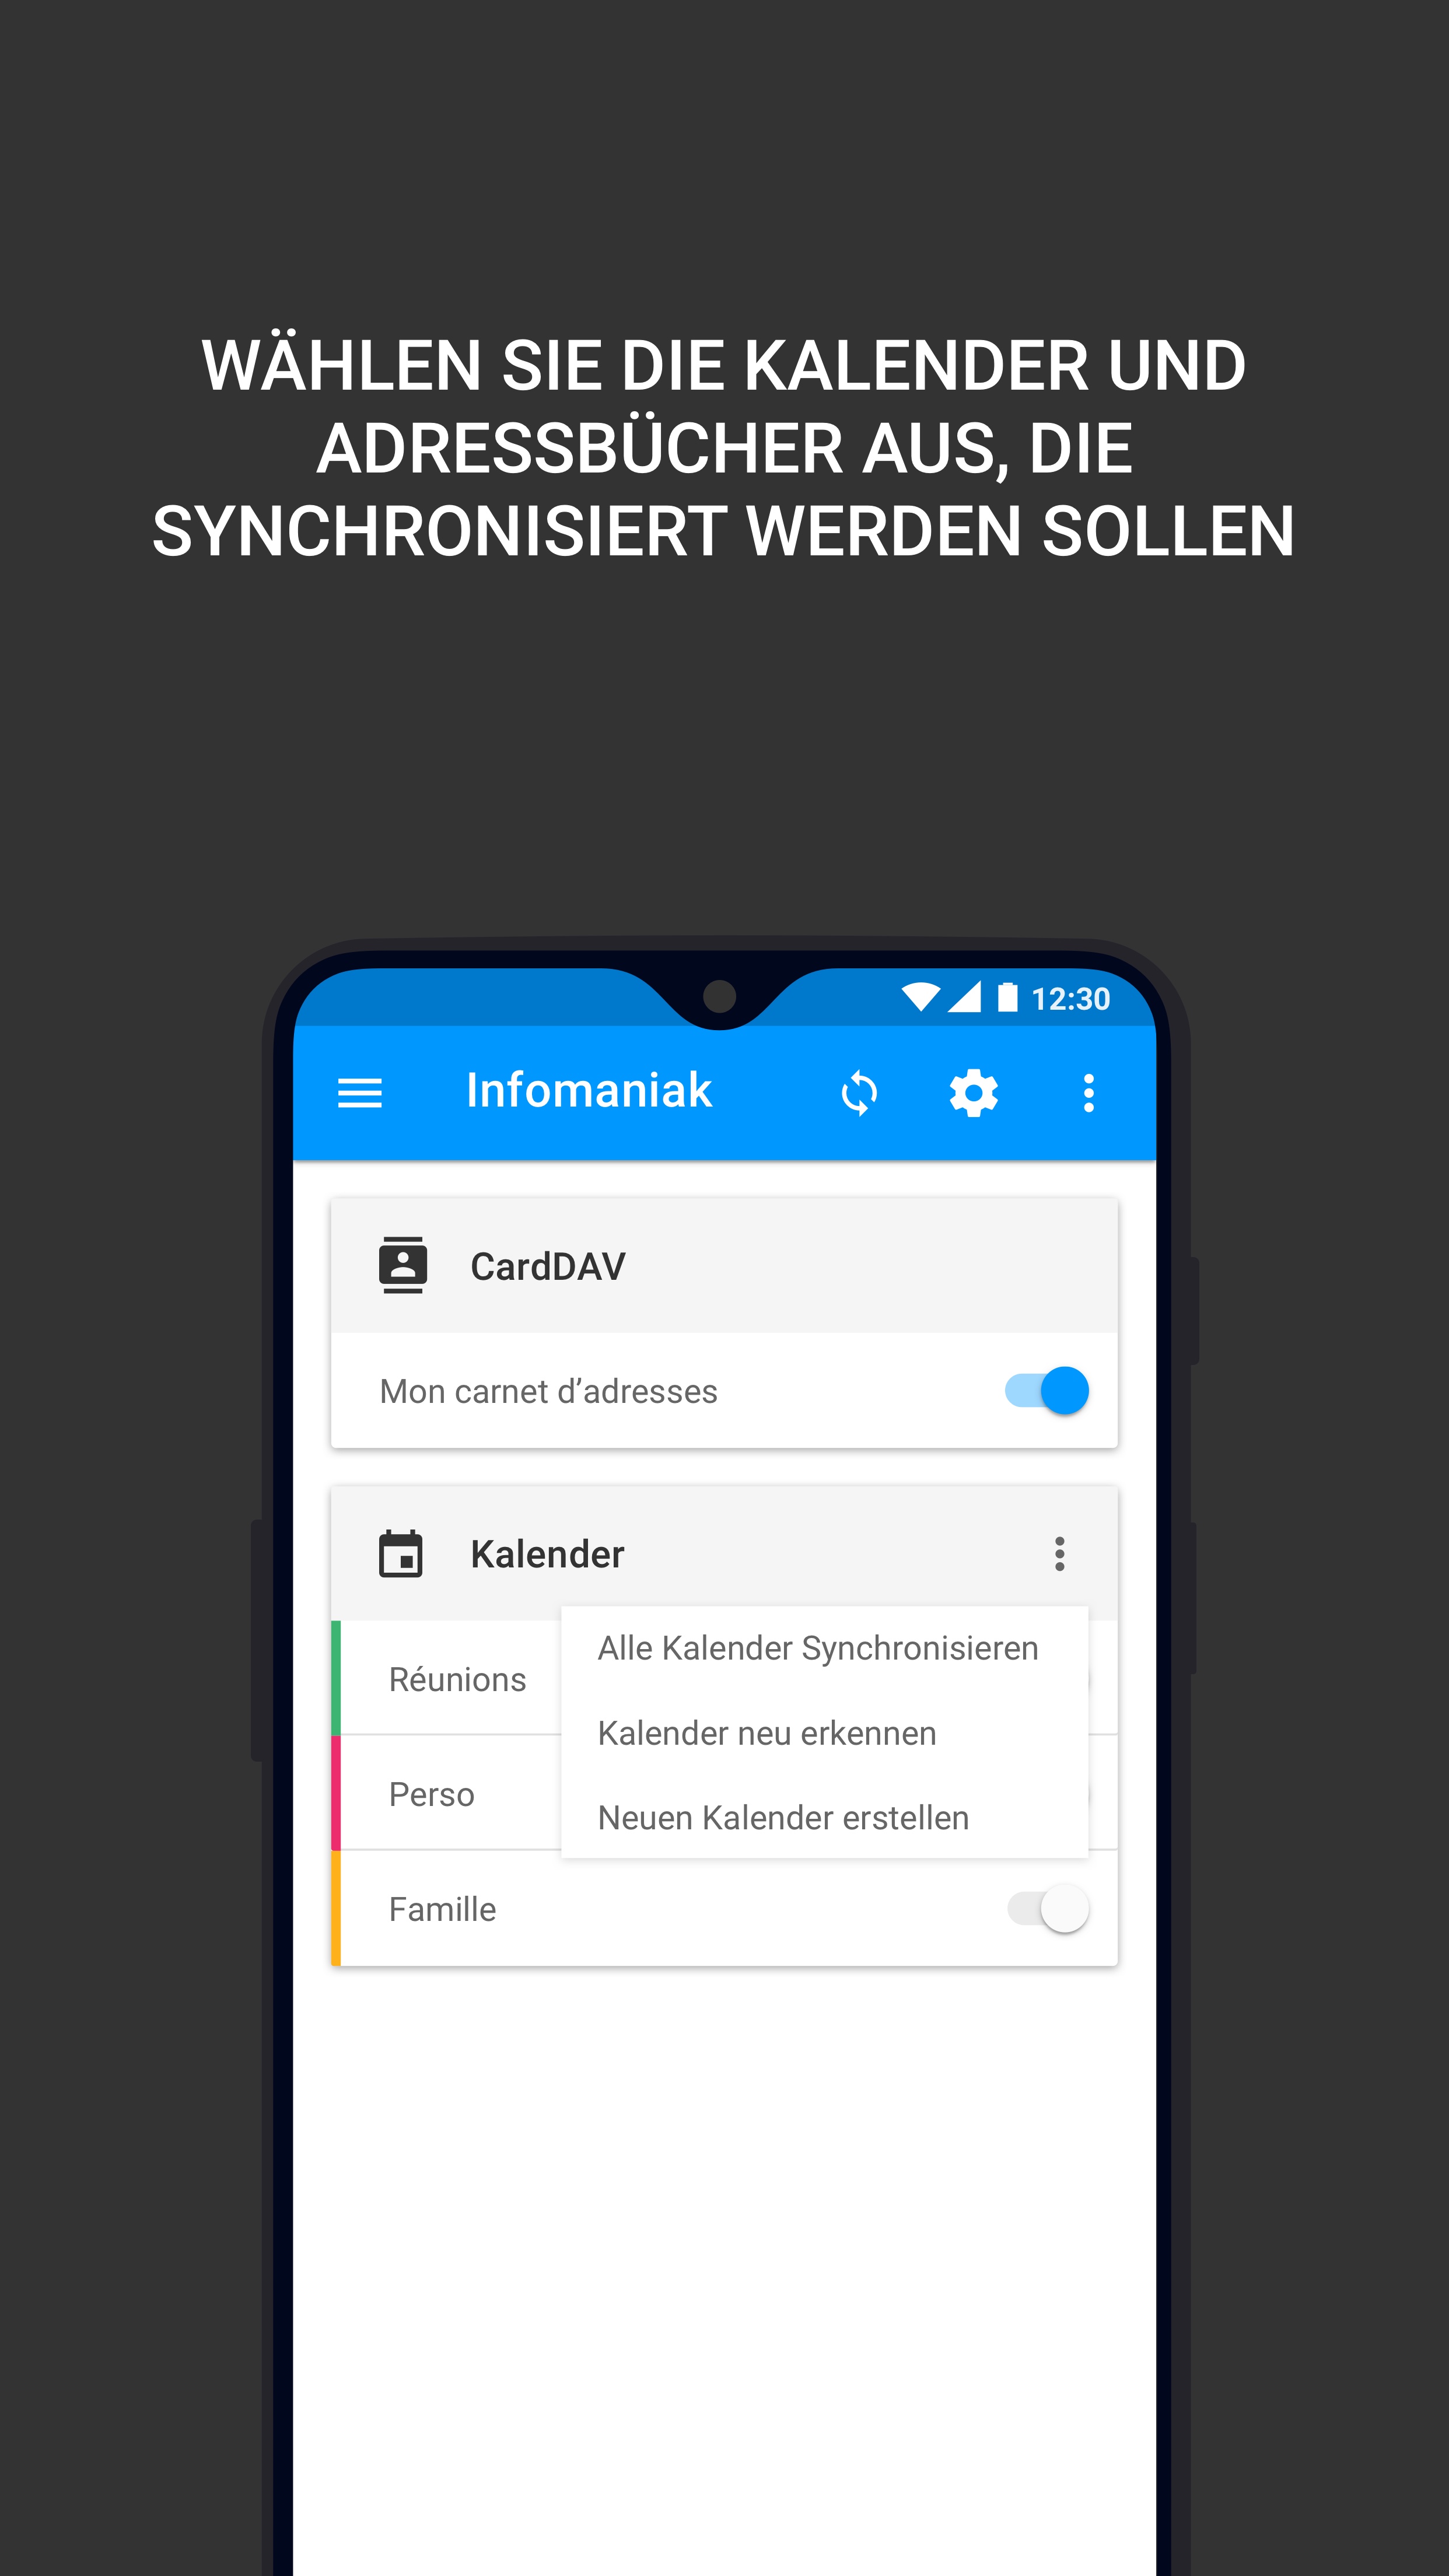 WÄHLEN SIE DIE KALENDER UND
ADRESSBÜCHER AUS, DIE
SYNCHRONISIERT WERDEN SOLLEN
12:30
Infomaniak
CardDAV
Mon carnet d’adresses
Kalender
Alle Kalender Synchronisieren
Réunions
Kalender neu erkennen
Perso
Neuen Kalender erstellen
Famille